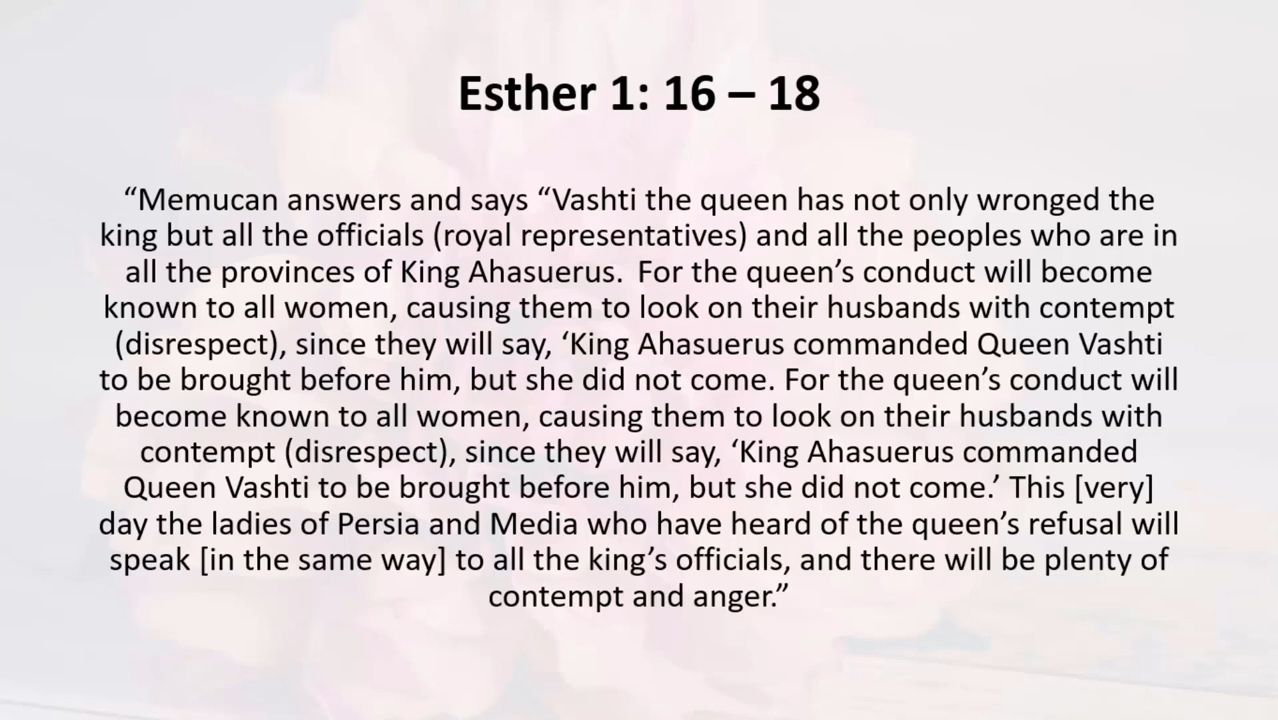 Esther 1: 16 – 18
“Memucan answers and says “Vashti the queen has not only wronged the
king but all the officials (royal representatives) and all the peoples who are in
all the provinces of King Ahasuerus.  For the queen’s conduct will become
known to all women, causing them to look on their husbands with contempt
(disrespect), since they will say, ‘King Ahasuerus commanded Queen Vashti
to be brought before him, but she did not come. For the queen’s conduct will
become known to all women, causing them to look on their husbands with
contempt (disrespect), since they will say, ‘King Ahasuerus commanded
Queen Vashti to be brought before him, but she did not come.’ This [very]
day the ladies of Persia and Media who have heard of the queen’s refusal will
speak [in the same way] to all the king’s officials, and there will be plenty of
contempt and anger.”